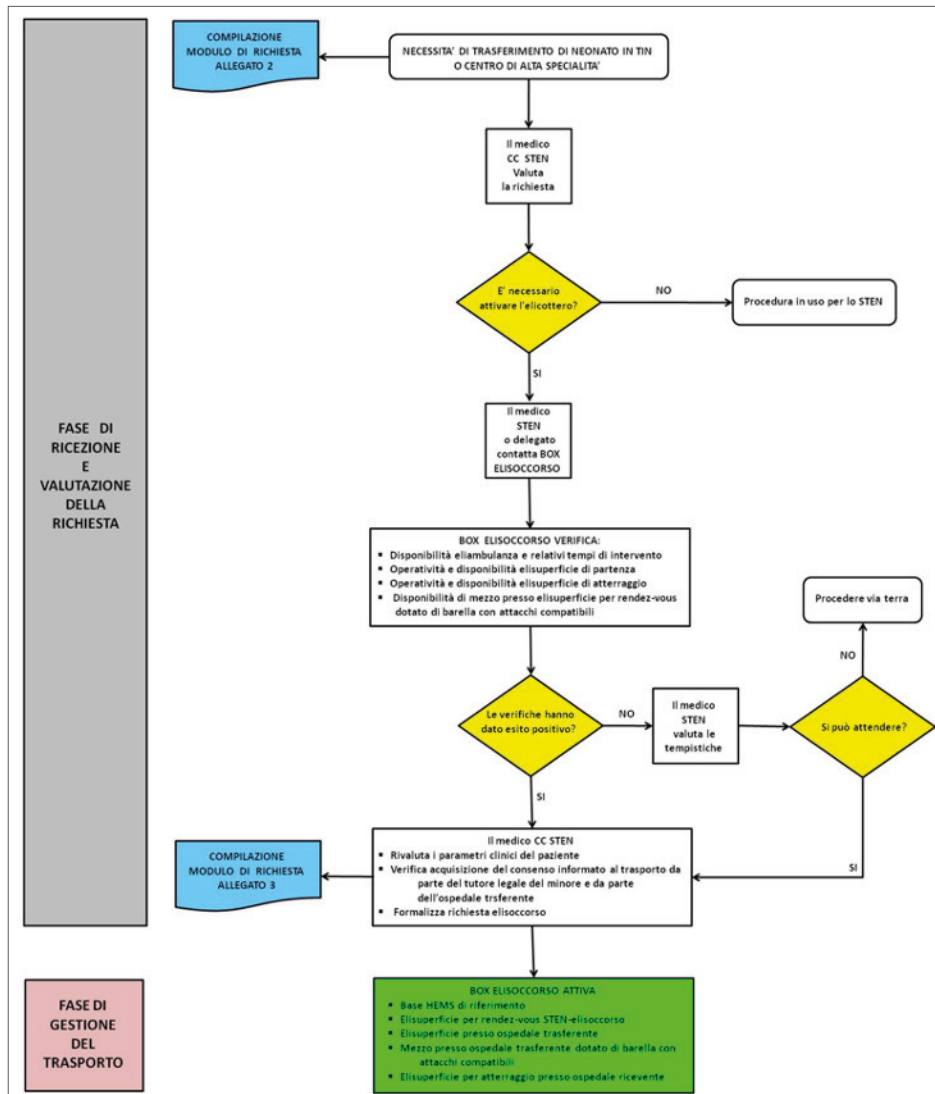 COMPILAZIONE
MODULO DI RICHIESTA
ALLEGATO 2
NECESSITA' DI TRASFERIMENTO DI NEONATO IN TIN
O CENTRO DI ALTA SPECIALITA'
Il medico
CC STEN
Valuta
la richiesta
E' necessario
attivare l'elicottero?
NO
Procedura in uso per lo STEN
SI
Il medico
STEN
o delegato
contatta BOX
ELISOCCORSO
FASE DI
RICEZIONE
E
VALUTAZIONE
DELLA
RICHIESTA
BOX ELISOCCORSO VERIFICA:
▪ Disponibilità eliambulanza e relativi tempi di intervento
▪ Operatività e disponibilità elisuperficie di partenza
▪ Operatività e disponibilità elisuperficie di atterraggio
▪ Disponibilità di mezzo presso elisuperficie per rendez-vous
dotato di barella con attacchi compatibili
Procedere via terra
NO
Le verifiche hanno
dato esito positivo?
NO
Il medico
STEN
valuta le
tempistiche
Si può attendere?
SI
SI
COMPILAZIONE
MODULO DI RICHIESTA
ALLEGATO 3
Il medico CC STEN
▪ Rivaluta i parametri clinici del paziente
▪ Verifica acquisizione del consenso informato al trasporto da
parte del tutore legale del minore e da parte
dell'ospedale trsferente
▪ Formalizza richiesta elisoccorso
FASE DI
GESTIONE
DEL
TRASPORTO
BOX ELISOCCORSO ATTIVA
▪ Base HEMS di riferimento
▪ Elisuperficie per rendez-vous STEN-elisoccorso
▪ Elisuperficie presso ospedale trasferente
▪ Mezzo presso ospedale trasferente dotato di barella con
attacchi compatibili
▪ Elisuperficie per atterraggio presso ospedale ricevente